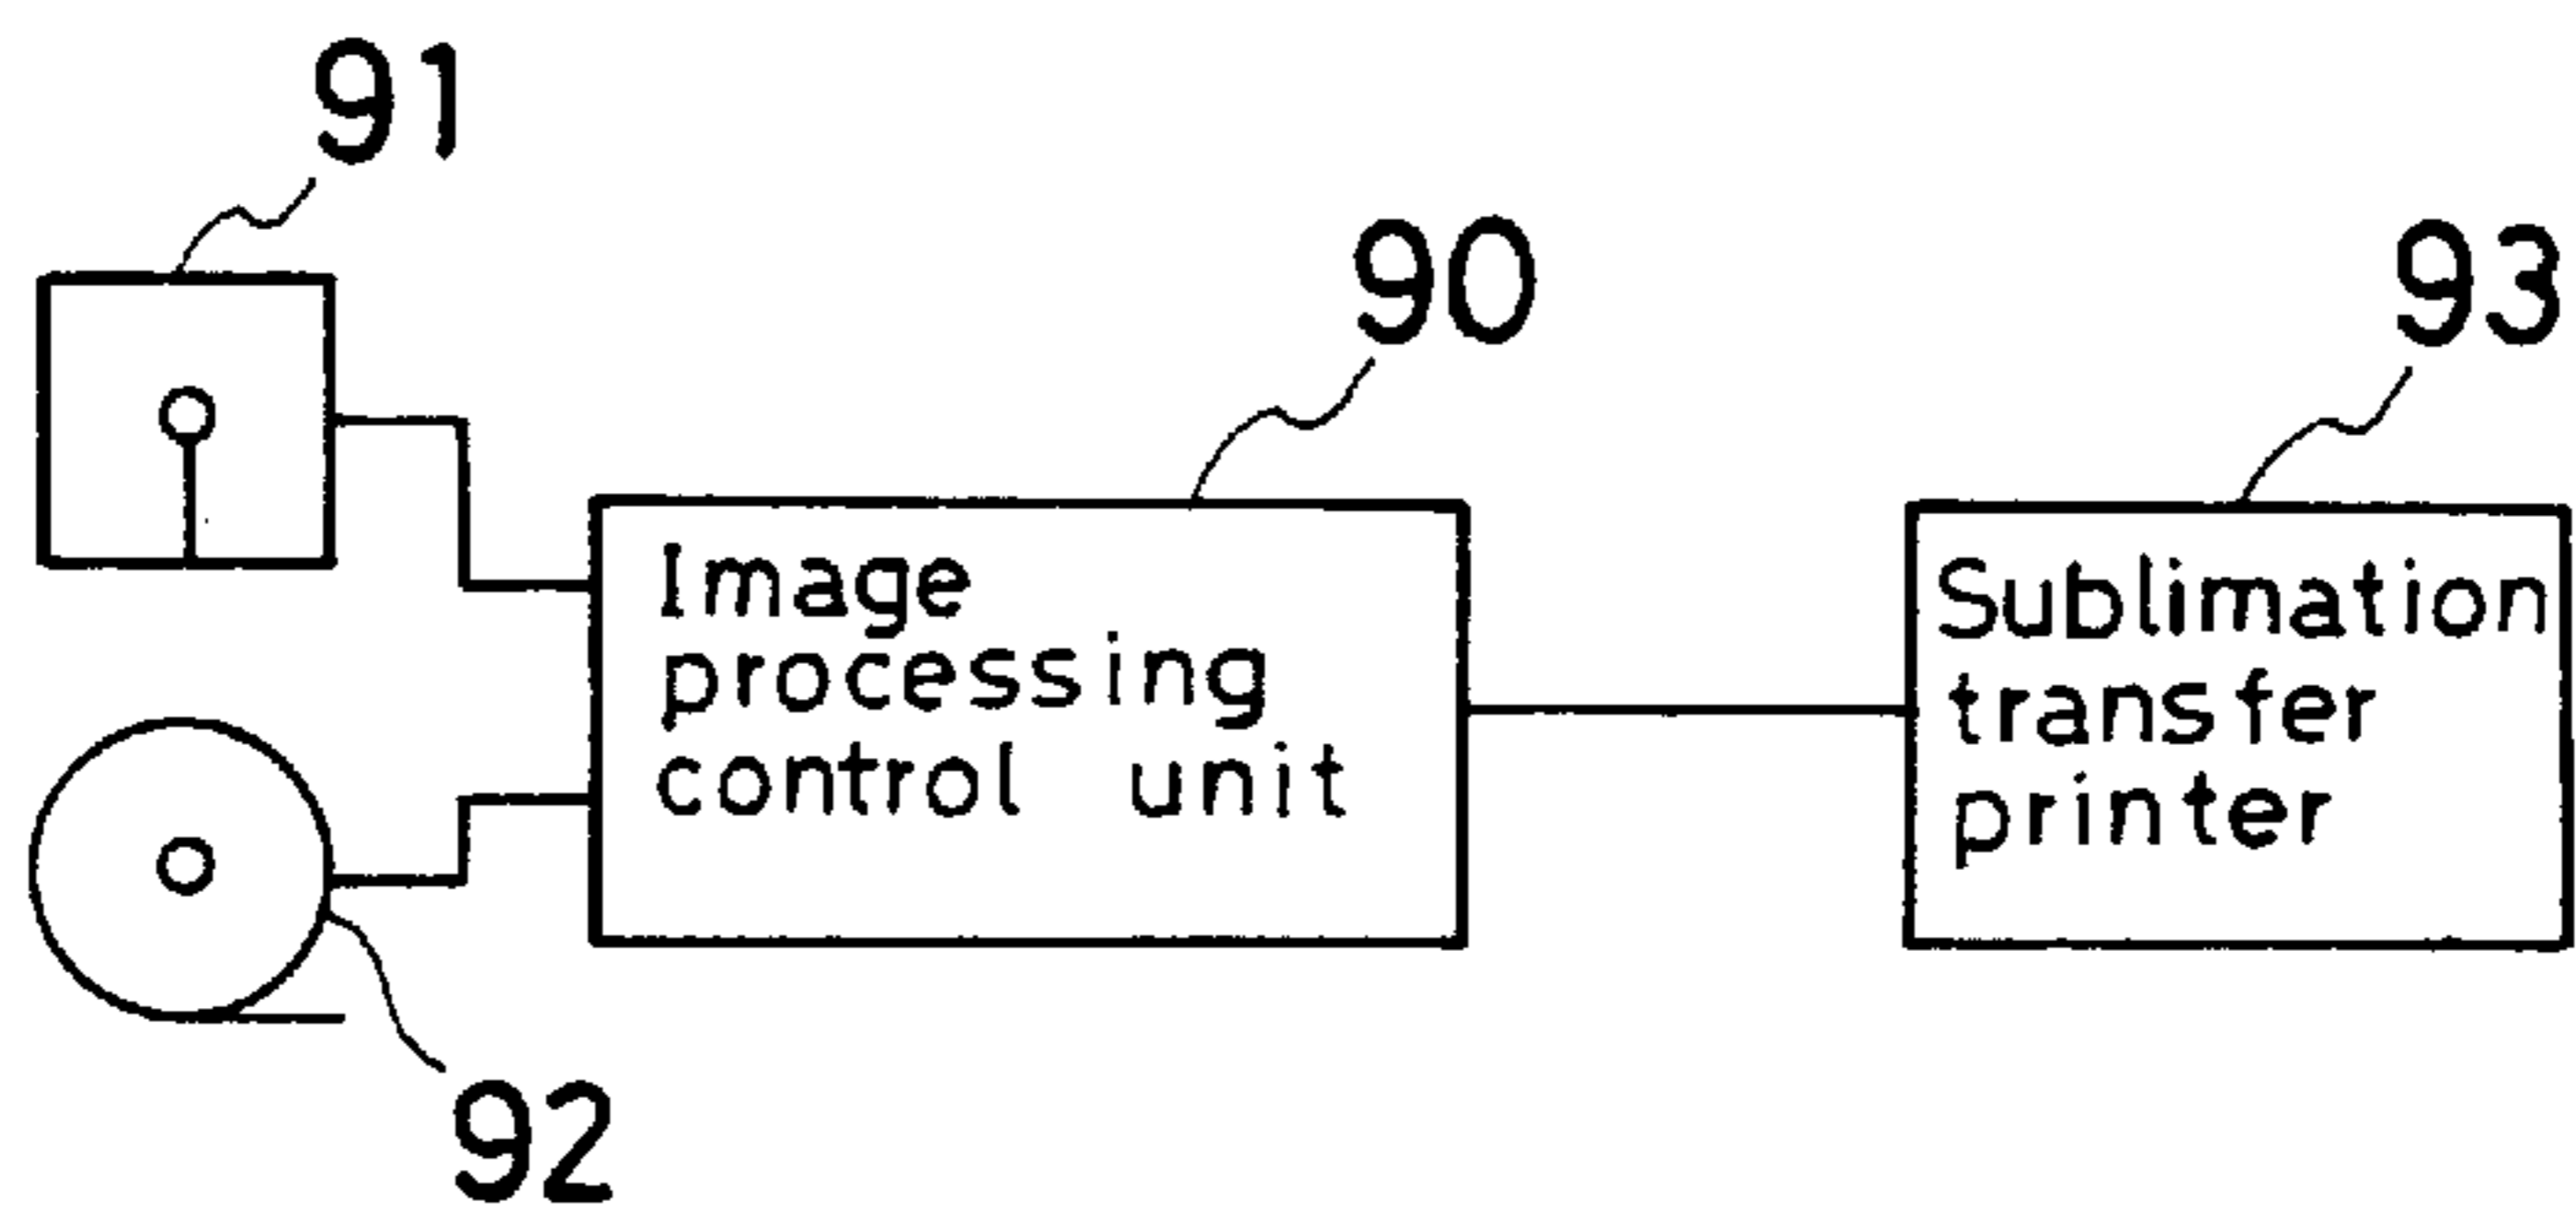 91
90
93
Image
processing
control unit
Sublimation
transfer
printer
92